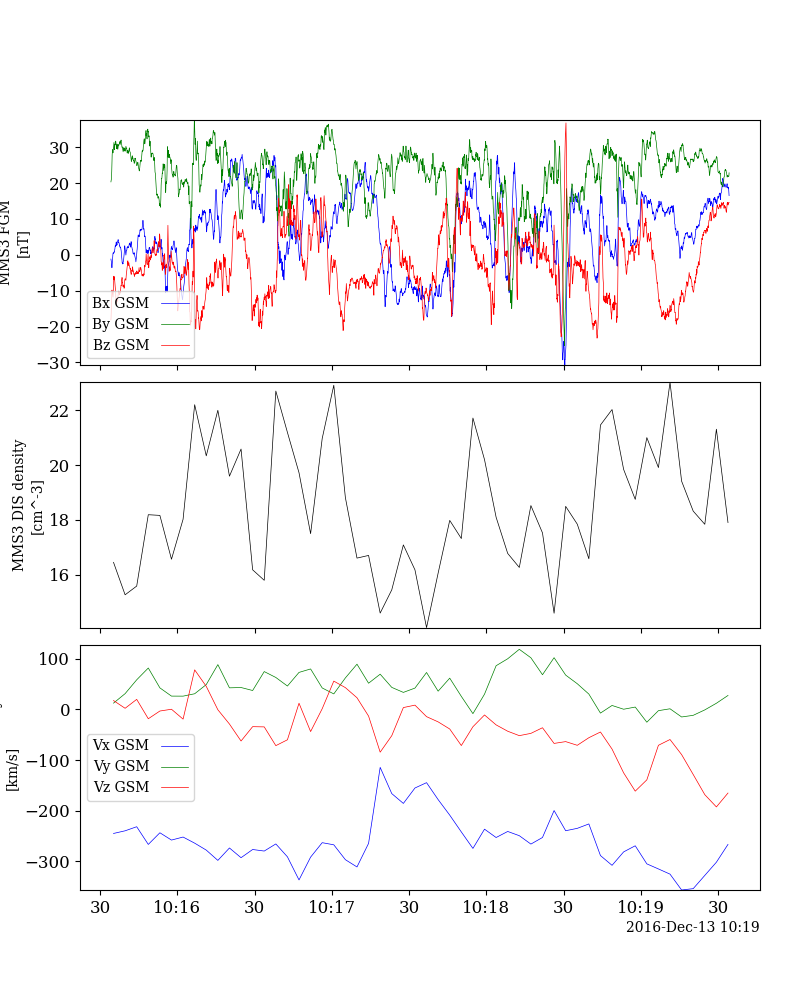 MMS3 FGM
[nT]
30
20
10
0
−10
−20
−30
Bx GSM
By GSM
Bz GSM
MMS3 DIS density
[cm^-3]
22
20
18
16
[km/s]
100
0
−100
−200
−300
Vx GSM
Vy GSM
Vz GSM
30 10:16 30 10:17 30 10:18 30 10:19 30
2016-Dec-13 10:19